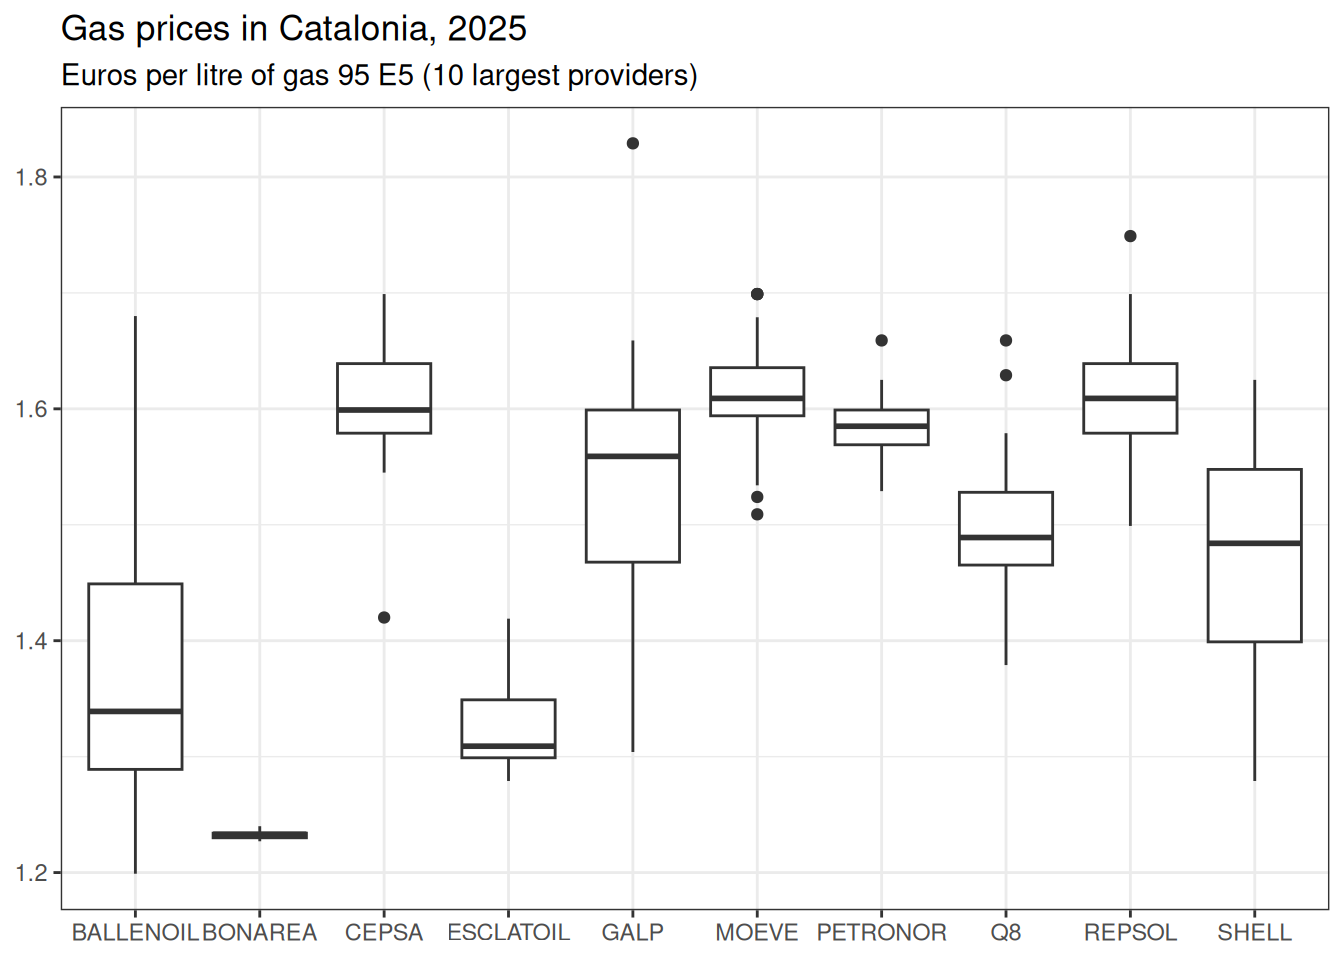 Gas prices in Catalonia, 2025
Euros per litre of gas 95 E5 (10 largest providers)
1.8
1.6
1.4
1.2
BALLENOIL BONAREA CEPSA ESCLATOIL GALP MOEVE PETRONOR Q8 REPSOL SHELL